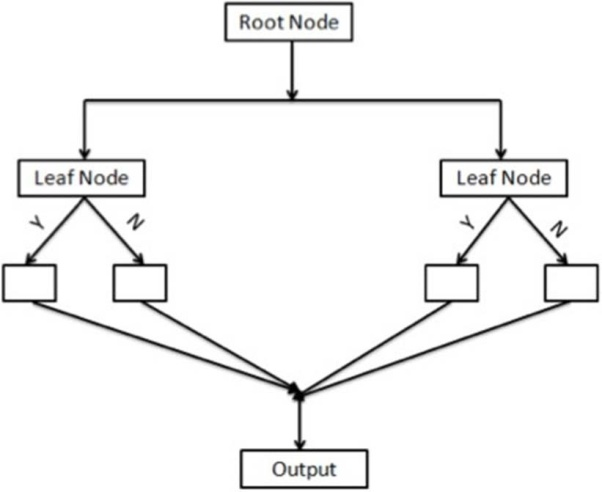 Root Node
Leaf Node
Leaf Node
Y
N
Y
N
Output